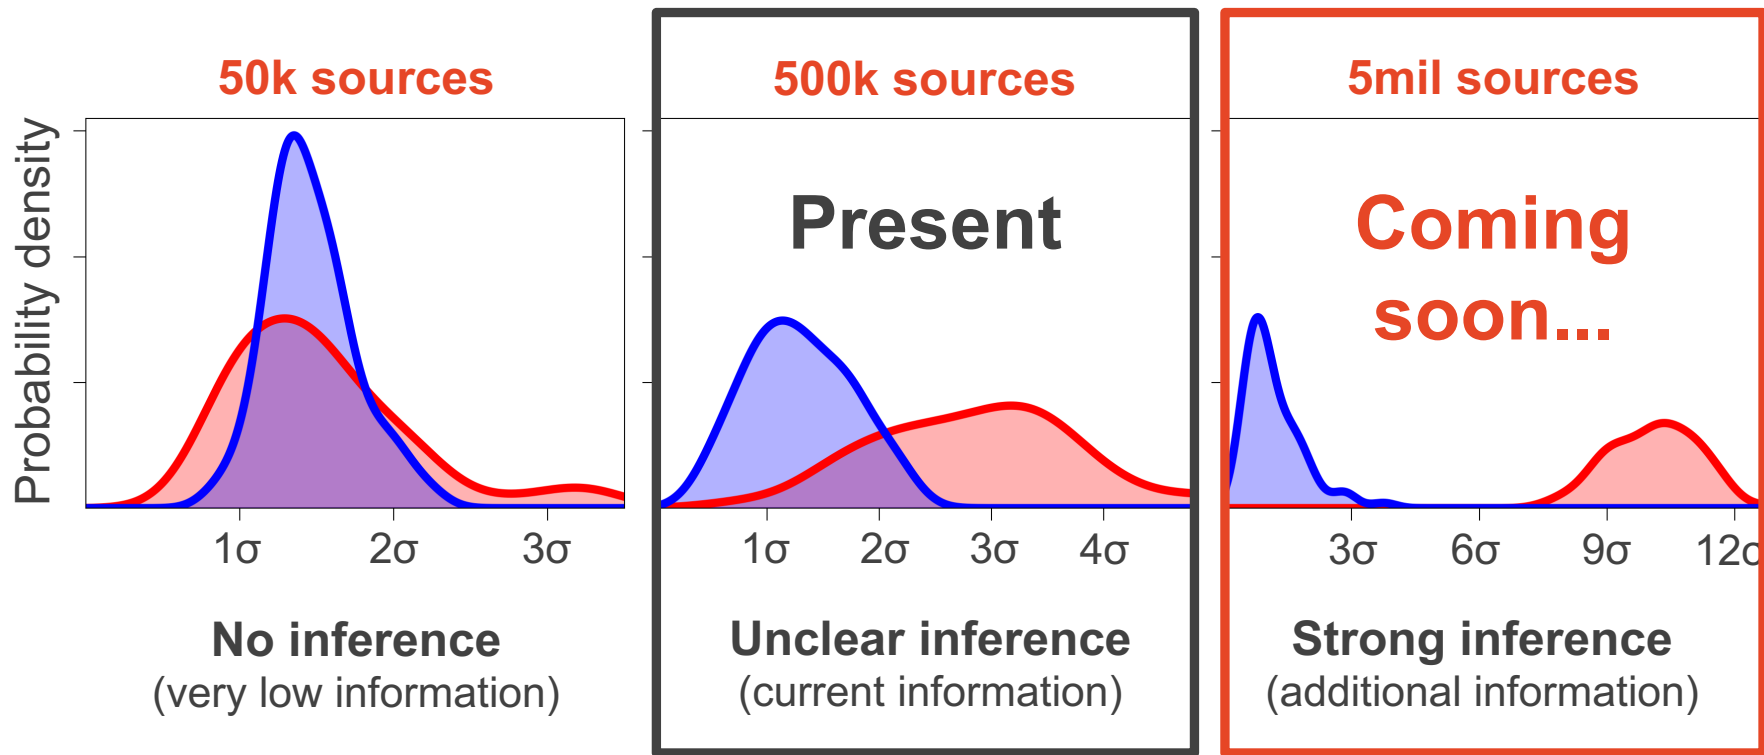 50k sources
500k sources
5mil sources
Probability density
Present
Coming
soon...
1σ 2σ 3σ
1σ 2σ 3σ 4σ
3σ 6σ 9σ 12σ
No inference
(very low information)
Unclear inference
(current information)
Strong inference
(additional information)